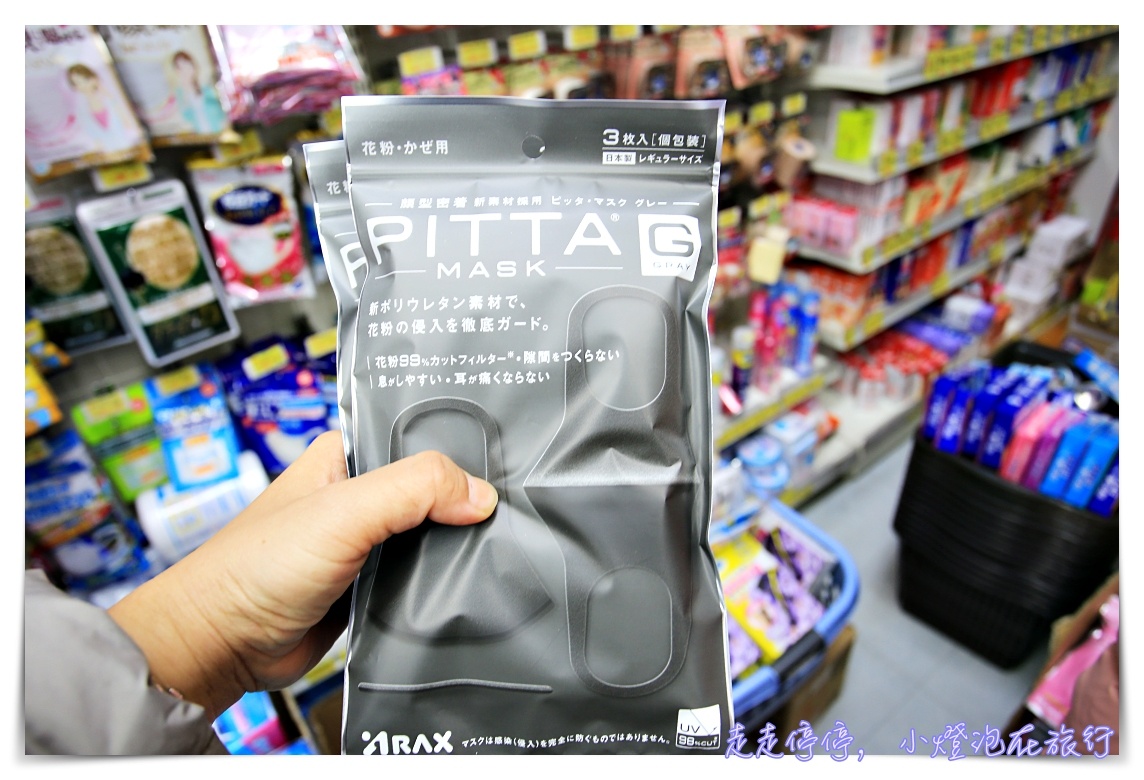 花粉・かぜ用
3枚入[個包装]
日本製 レギュラーサイズ
顔型密着 新素材採用 ピッタ・マスク グレー
PITTA®
MASK
G
GRAY
新ポリウレタン素材で、
花粉の侵入を徹底ガード。
花粉99%カットフィルター※・隙間をつくらない
息がしやすい・耳が痛くならない
ARAX
マスクは感染(侵入)を完全に防ぐものではありません。
UV
98%CUT
走走停停, 小燈泡在旅行